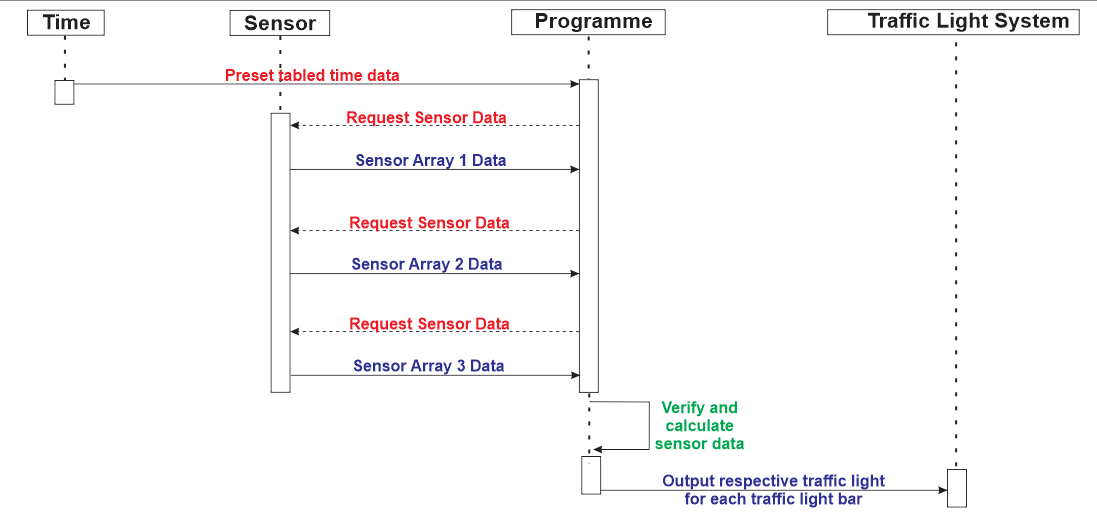 Time
Sensor
Programme
Traffic Light System
Preset tabled time data
Request Sensor Data
Sensor Array 1 Data
Request Sensor Data
Sensor Array 2 Data
Request Sensor Data
Sensor Array 3 Data
Verify and
calculate
sensor data
Output respective traffic light
for each traffic light bar